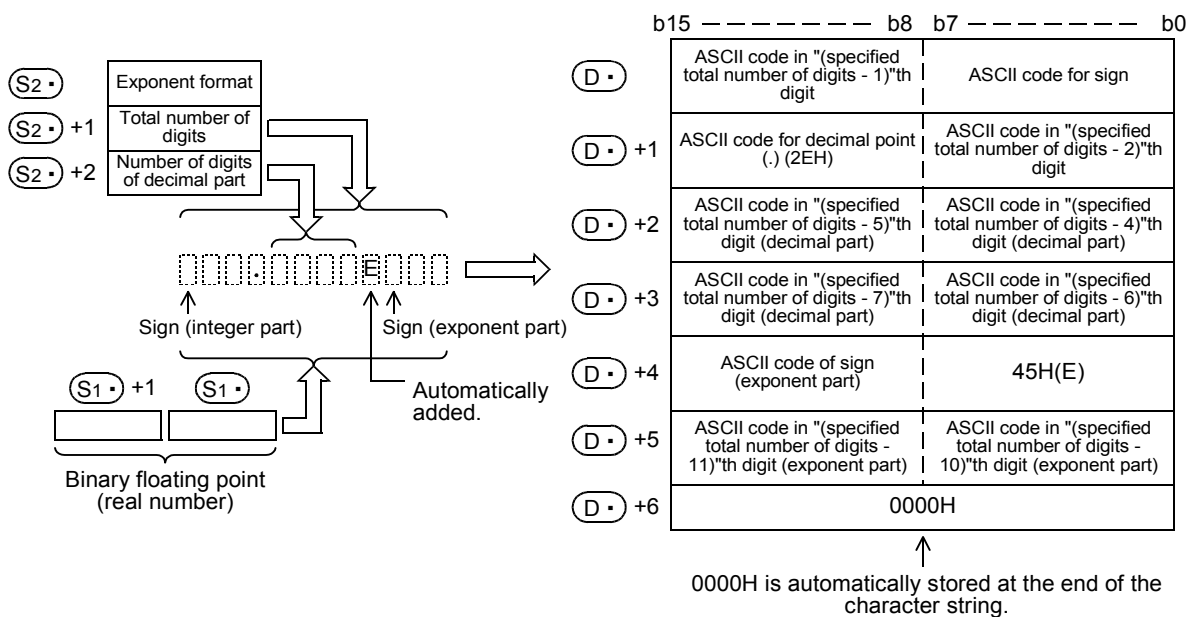 S2・
Exponent format
S2・ +1
Total number of
digits
S2・ +2
Number of digits
of decimal part
.
E
Sign (integer part)
Sign (exponent part)
Automatically
added.
S1・ +1
S1・
Binary floating point
(real number)
b15
b8
b7
b0
D・
ASCII code in "(specified
total number of digits - 1)"th
digit
ASCII code for sign
D・ +1
ASCII code for decimal point
(.) (2EH)
ASCII code in "(specified
total number of digits - 2)"th
digit
D・ +2
ASCII code in "(specified
total number of digits - 5)"th
digit (decimal part)
ASCII code in "(specified
total number of digits - 4)"th
digit (decimal part)
D・ +3
ASCII code in "(specified
total number of digits - 7)"th
digit (decimal part)
ASCII code in "(specified
total number of digits - 6)"th
digit (decimal part)
D・ +4
ASCII code of sign
(exponent part)
45H(E)
D・ +5
ASCII code in "(specified
total number of digits -
11)"th digit (exponent part)
ASCII code in "(specified
total number of digits -
10)"th digit (exponent part)
D・ +6
0000H
0000H is automatically stored at the end of the
character string.